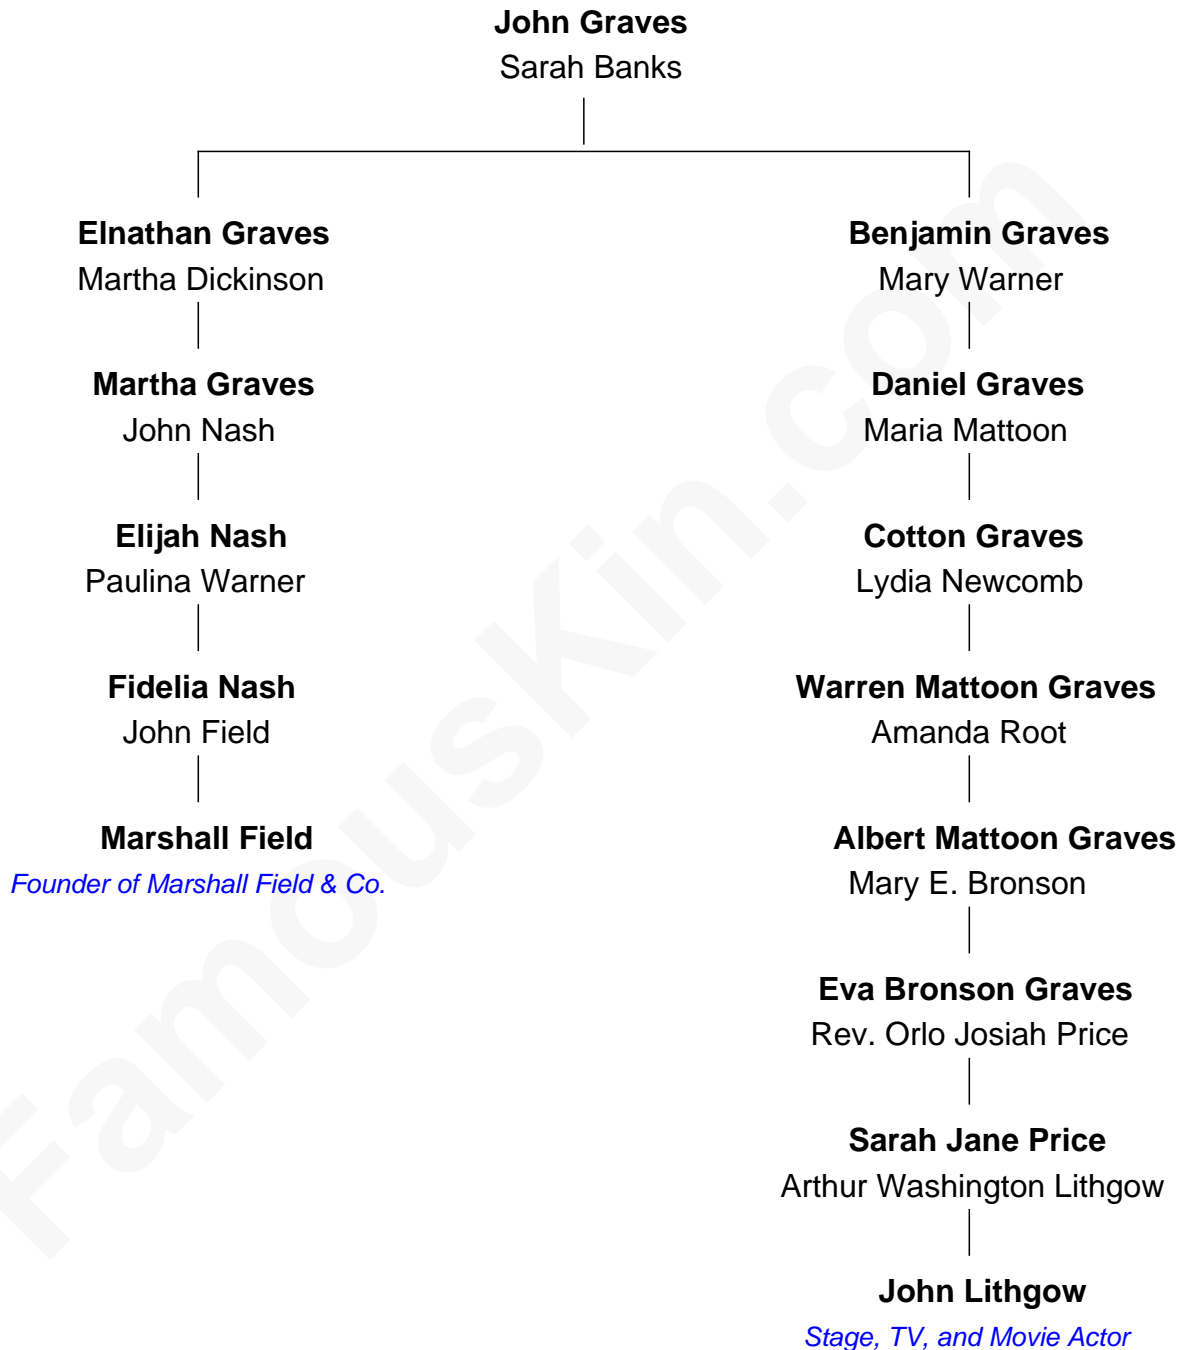 John Graves
Sarah Banks
Elnathan Graves
Martha Dickinson
Benjamin Graves
Mary Warner
Martha Graves
John Nash
Daniel Graves
Maria Mattoon
Elijah Nash
Paulina Warner
Cotton Graves
Lydia Newcomb
Fidelia Nash
John Field
Warren Mattoon Graves
Amanda Root
Marshall Field
Founder of Marshall Field & Co.
Albert Mattoon Graves
Mary E. Bronson
Eva Bronson Graves
Rev. Orlo Josiah Price
Sarah Jane Price
Arthur Washington Lithgow
John Lithgow
Stage, TV, and Movie Actor
FamousKin.com